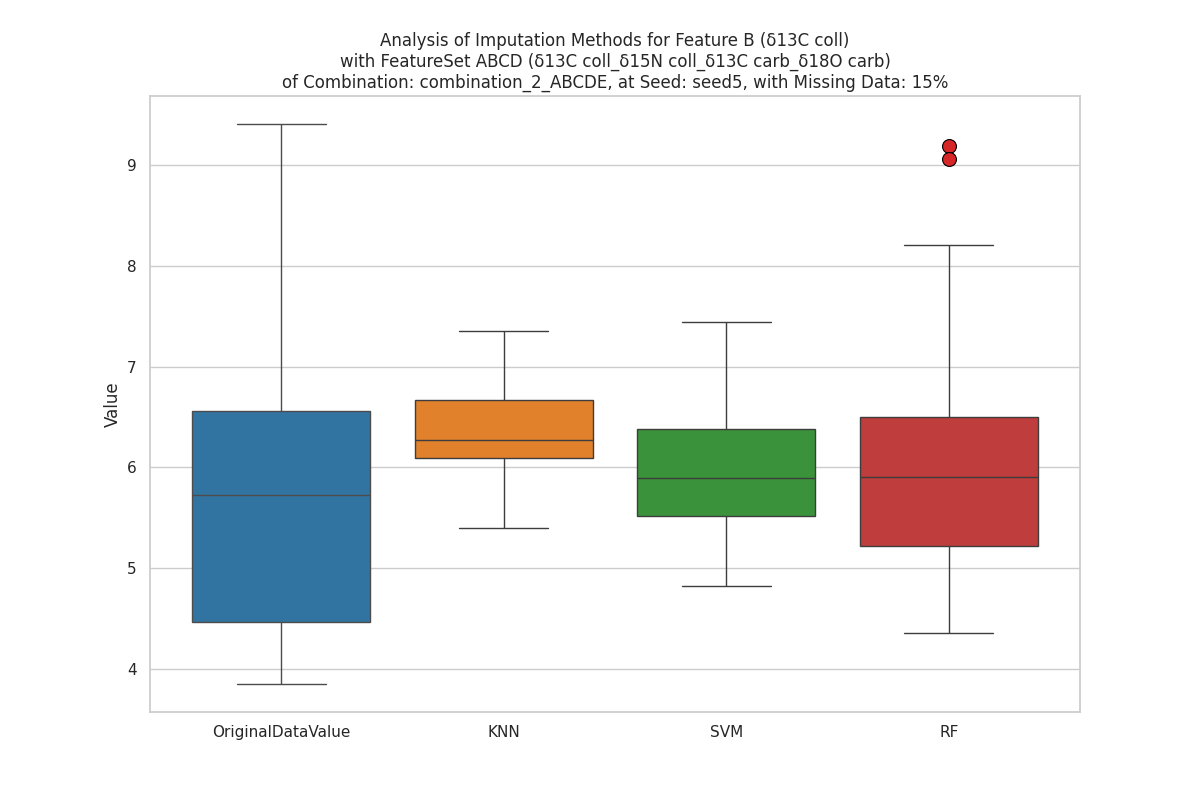 Analysis of Imputation Methods for Feature B (δ13C coll)
with FeatureSet ABCD (δ13C coll_δ15N coll_δ13C carb_δ18O carb)
of Combination: combination_2_ABCDE, at Seed: seed5, with Missing Data: 15%
9
8
7
6
5
4
Value
OriginalDataValue KNN SVM RF